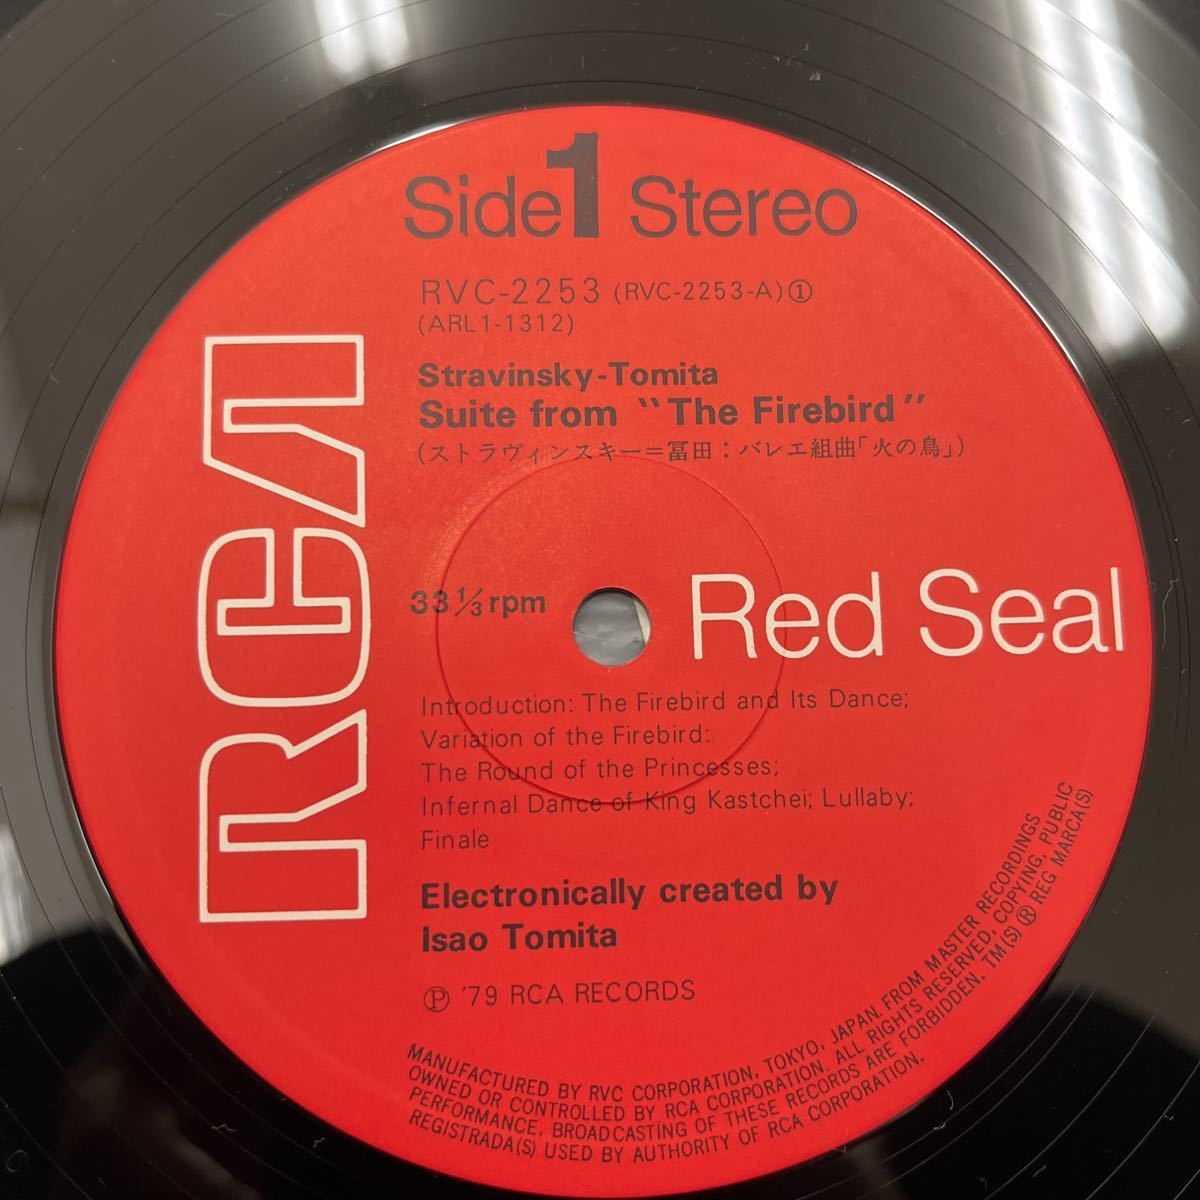 Side 1 Stereo
RVC-2253 (RVC-2253-A) ①
(ARL1-1312)
Stravinsky-Tomita
Suite from "The Firebird"
(ストラヴィンスキー=冨田:バレエ組曲「火の鳥」)
RCA
33 1/3 rpm
Red Seal
Introduction: The Firebird and Its Dance;
Variation of the Firebird:
The Round of the Princesses;
Infernal Dance of King Kastchei; Lullaby;
Finale
Electronically created by
Isao Tomita
Ⓟ '79 RCA RECORDS
MANUFACTURED BY RVC CORPORATION, TOKYO, JAPAN. FROM MASTER RECORDINGS
OWNED OR CONTROLLED BY RCA CORPORATION. ALL RIGHTS RESERVED, COPYING, PUBLIC
PERFORMANCE, BROADCASTING OF THESE RECORDS ARE FORBIDDEN. TM(S) ® REG MARCA(S)
REGISTRADA(S) USED BY AUTHORITY OF RCA CORPORATION.